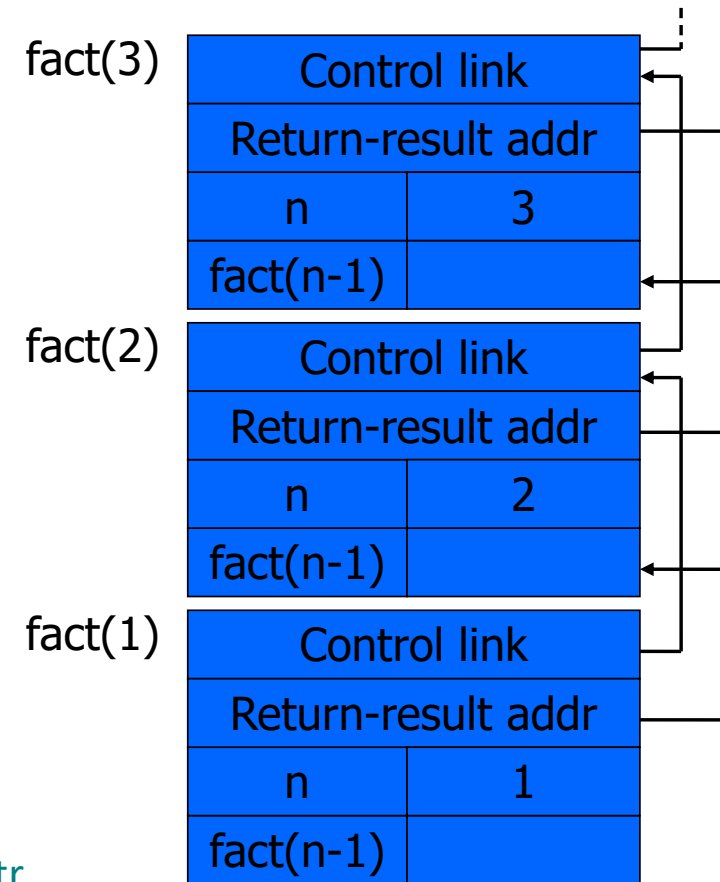 fact(3)
Control link
Return-result addr
n 3
fact(n-1)
fact(2)
Control link
Return-result addr
n 2
fact(n-1)
fact(1)
Control link
Return-result addr
n 1
fact(n-1)